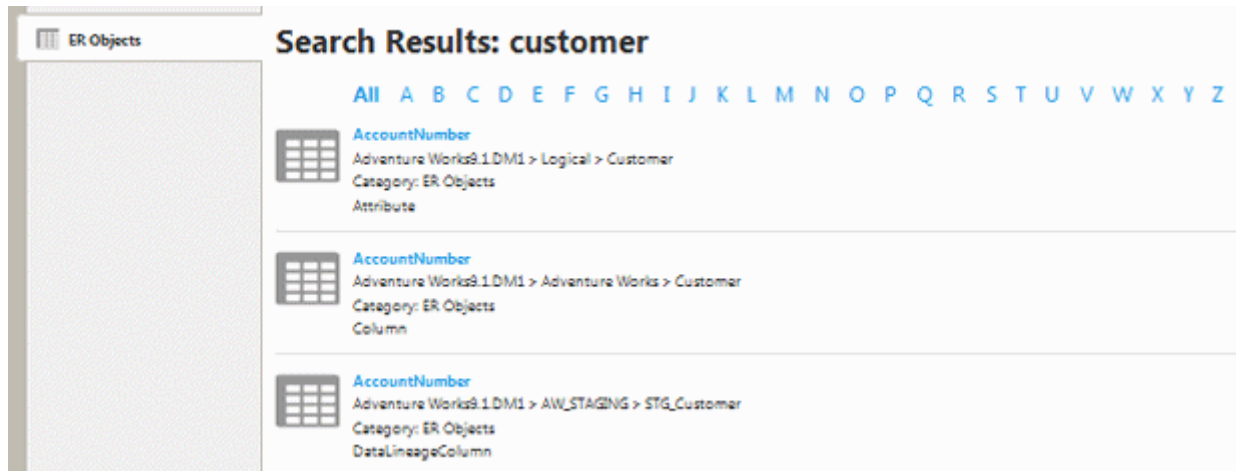 ER Objects
Search Results: customer
All A B C D E F G H I J K L M N O P Q R S T U V W X Y Z
AccountNumber
Adventure Works9.1.DM1 > Logical > Customer
Category: ER Objects
Attribute
AccountNumber
Adventure Works9.1.DM1 > Adventure Works > Customer
Category: ER Objects
Column
AccountNumber
Adventure Works9.1.DM1 > AW_STAGING > STG_Customer
Category: ER Objects
DataLineageColumn